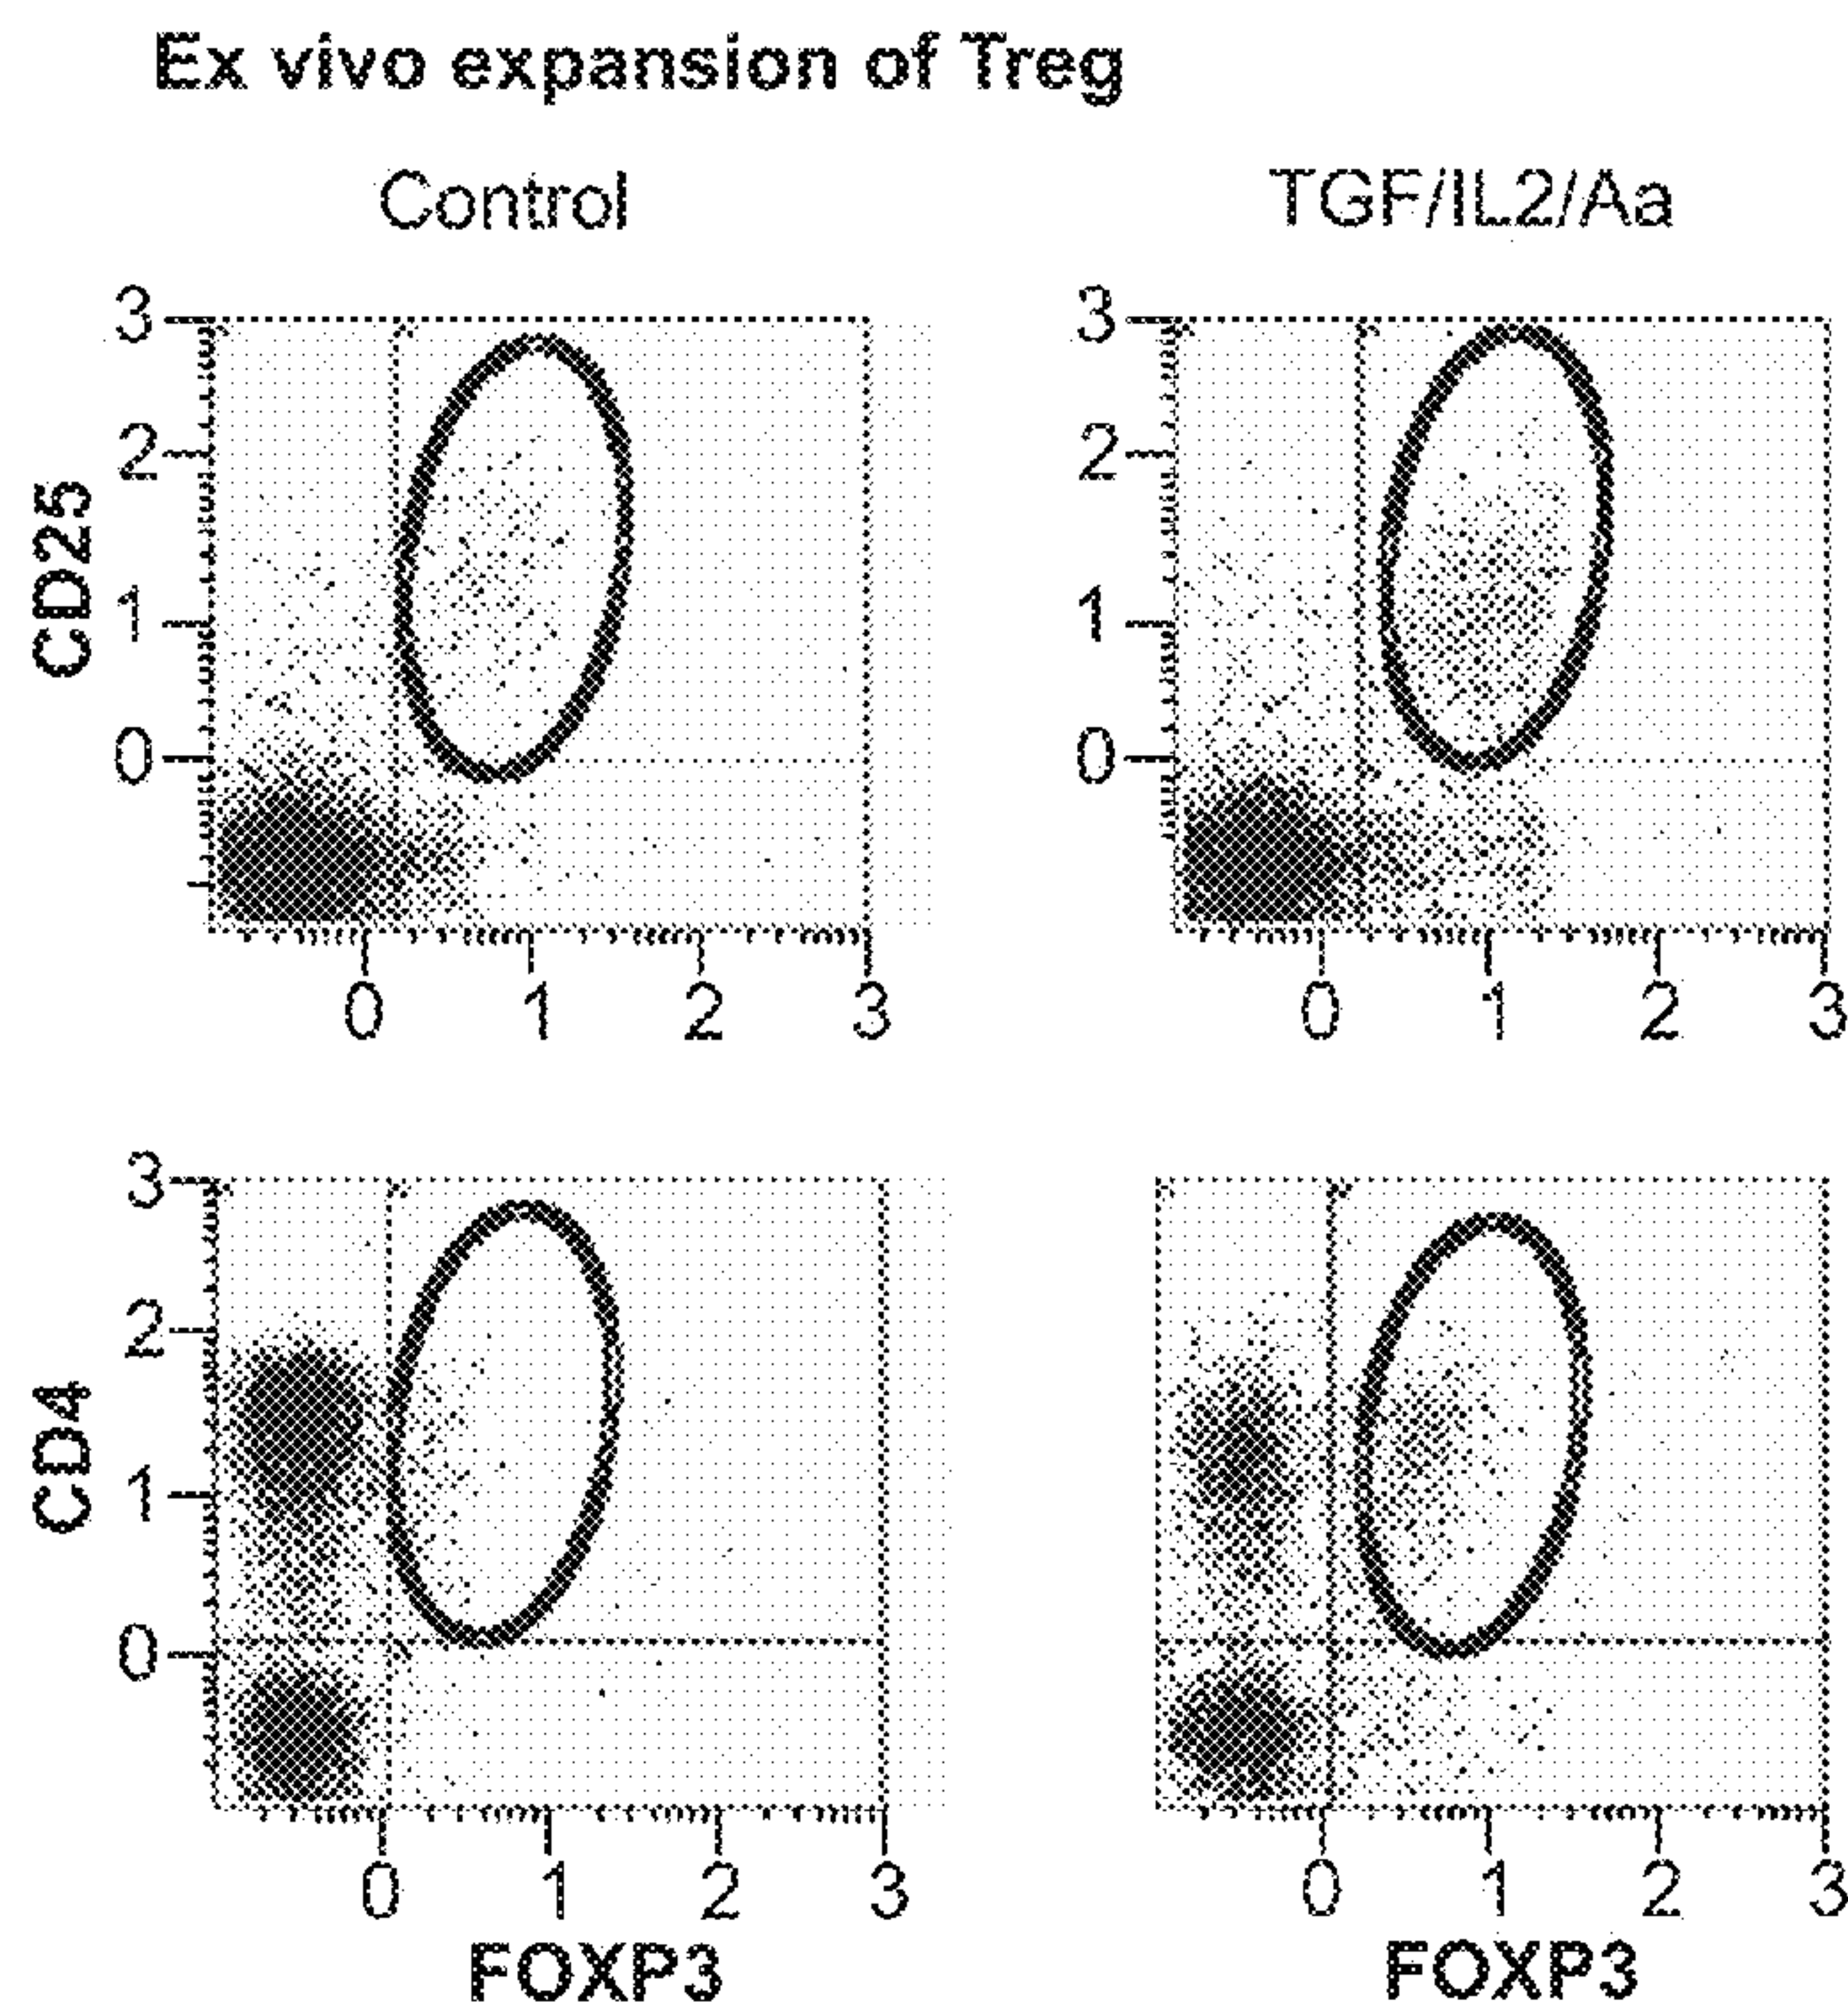 Ex vivo expansion of Treg
Control TGF/IL2/Aa
3 3
2 2
CD25
1 1
0 0
0 1 2 3 0 1 2 3
3
2
CD4
1
0
0 1 2 3 0 1 2 3
FOXP3 FOXP3